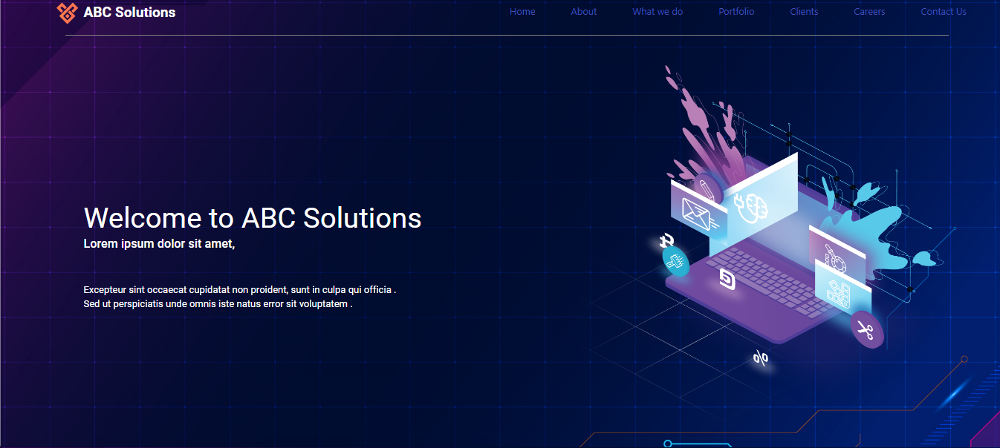 ABC Solutions
Home About What we do Portfolio Clients Careers Contact Us
Welcome to ABC Solutions
Lorem ipsum dolor sit amet,
Excepteur sint occaecat cupidatat non proident, sunt in culpa qui officia .
Sed ut perspiciatis unde omnis iste natus error sit voluptatem .
%